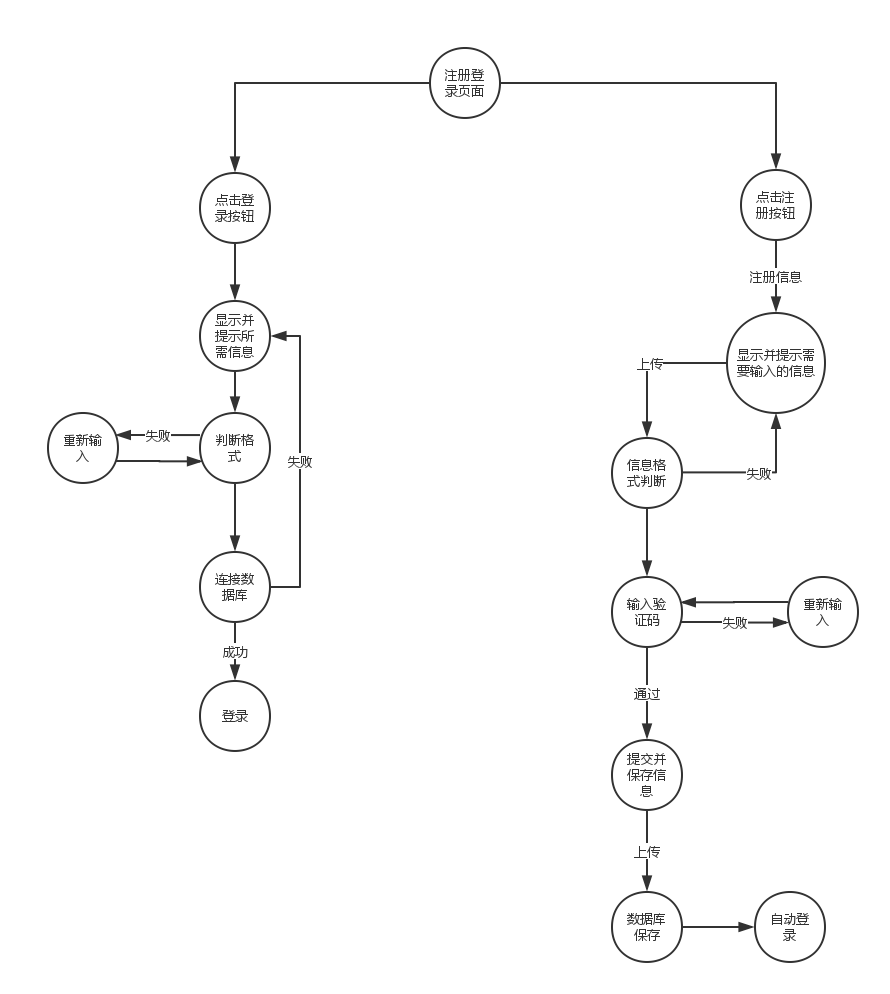 注册登
录页面
点击登
录按钮
点击注
册按钮
注册信息
显示并
提示所
需信息
显示并提示需
要输入的信息
上传
重新输
入
失败
判断格
式
失败
信息格
式判断
失败
连接数
据库
输入验
证码
失败
重新输
入
成功
通过
登录
提交并
保存信
息
上传
数据库
保存
自动登
录